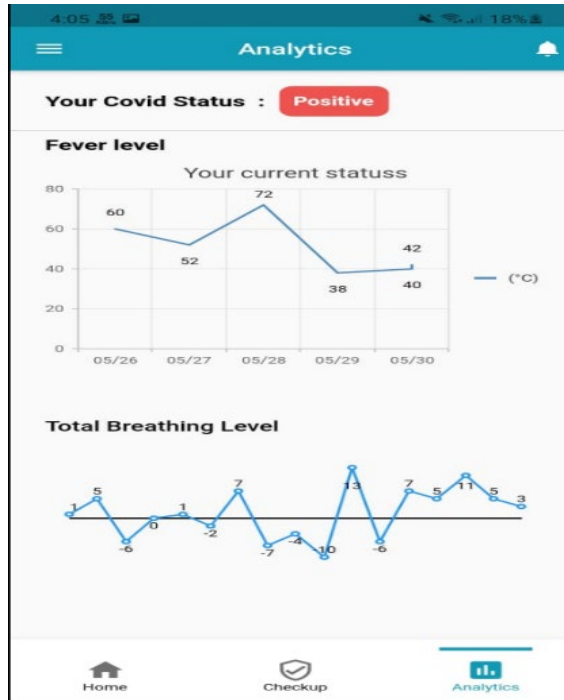 4:05 18%
Analytics
Your Covid Status : Positive
Fever level
Your current statuss
80
60
40
20
0
60
52
72
38
42
40
(°C)
05/26 05/27 05/28 05/29 05/30
Total Breathing Level
1 5 -6 0 1 -2 7 -7 -4 -10 13 -6 7 5 11 5 3
Home Checkup Analytics